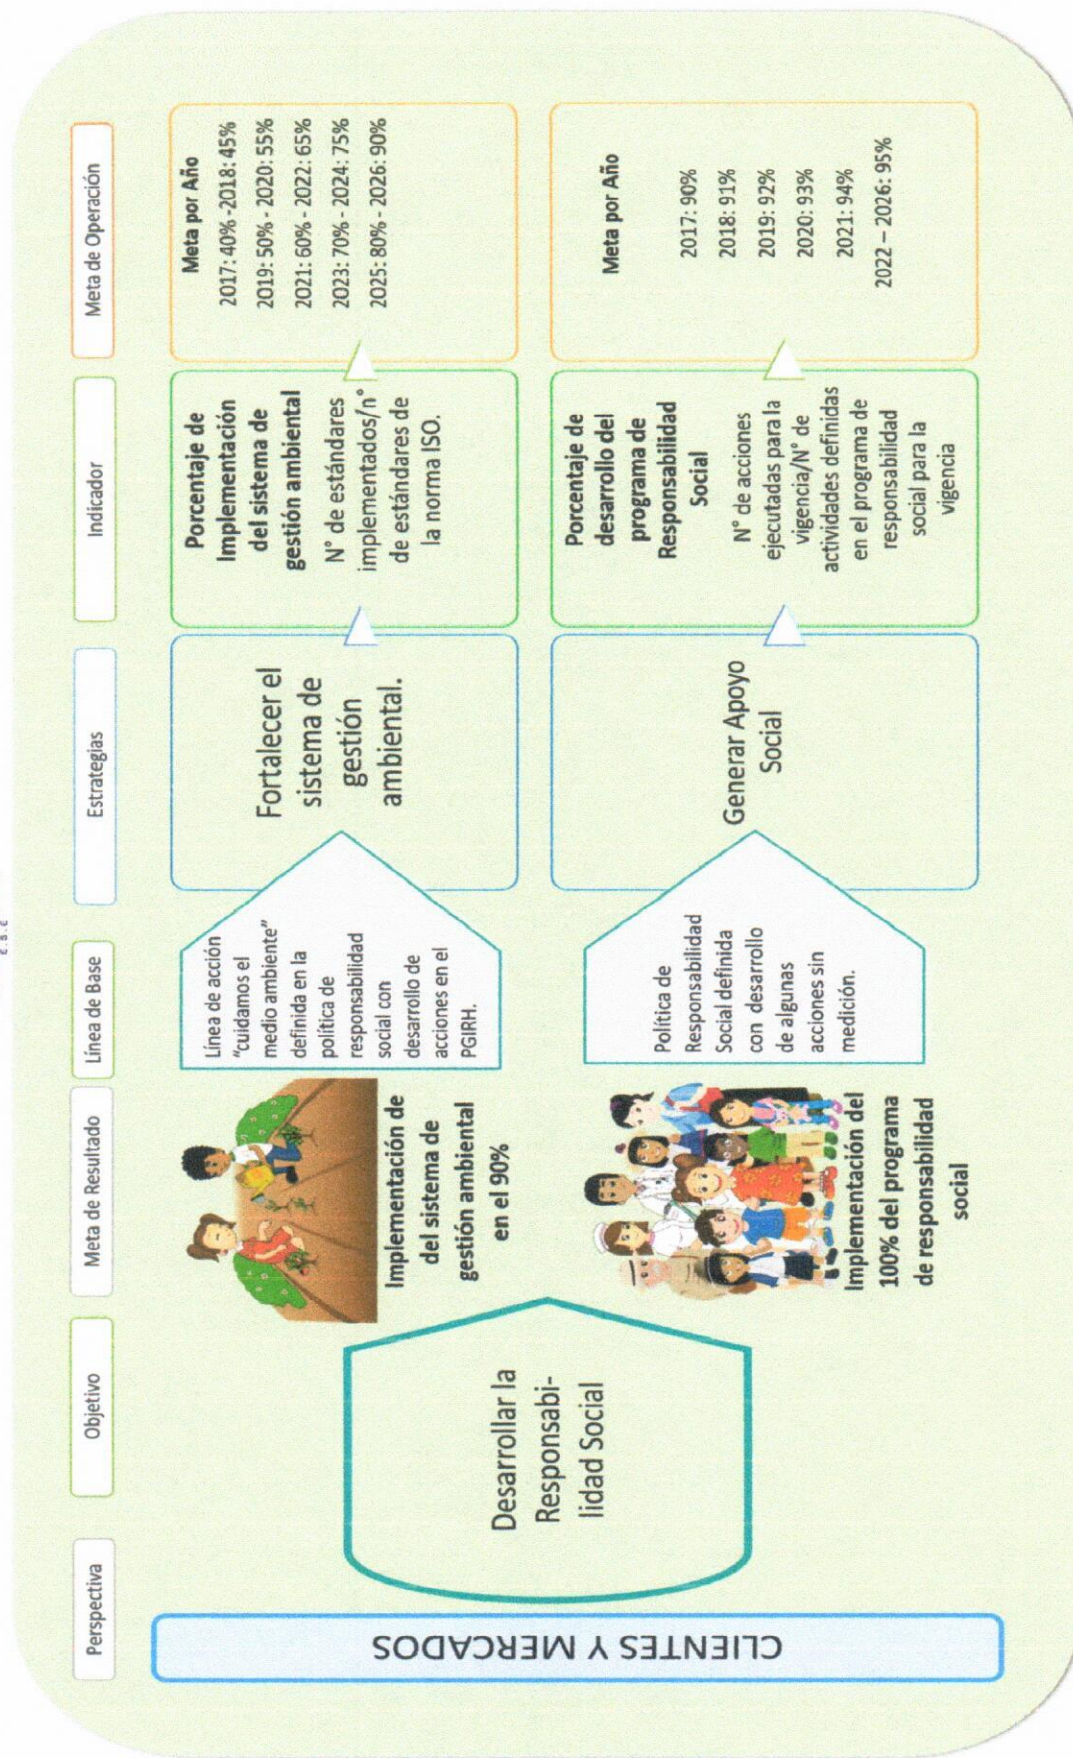 E.S.E
Perspectiva
Objetivo
Meta de Resultado
Línea de Base
Estrategias
Indicador
Meta de Operación
CLIENTES Y MERCADOS
Desarrollar la
Responsabi-
lidad Social
Implementación de
del sistema de
gestión ambiental
en el 90%
Línea de acción
"cuidamos el
medio ambiente"
definida en la
política de
responsabilidad
social con
desarrollo de
acciones en el
PGIRH.
Fortalecer el
sistema de
gestión
ambiental.
Porcentaje de
Implementación
del sistema de
gestión ambiental
N° de estándares
implementados/n°
de estándares de
la norma ISO.
Meta por Año
2017: 40% -2018: 45%
2019: 50% - 2020: 55%
2021: 60% - 2022: 65%
2023: 70% - 2024: 75%
2025: 80% - 2026: 90%
Implementación del
100% del programa
de responsabilidad
social
Política de
Responsabilidad
Social definida
con desarrollo
de algunas
acciones sin
medición.
Generar Apoyo
Social
Porcentaje de
desarrollo del
programa de
Responsabilidad
Social
N° de acciones
ejecutadas para la
vigencia/N° de
actividades definidas
en el programa de
responsabilidad
social para la
vigencia
Meta por Año
2017: 90%
2018: 91%
2019: 92%
2020: 93%
2021: 94%
2022 – 2026: 95%